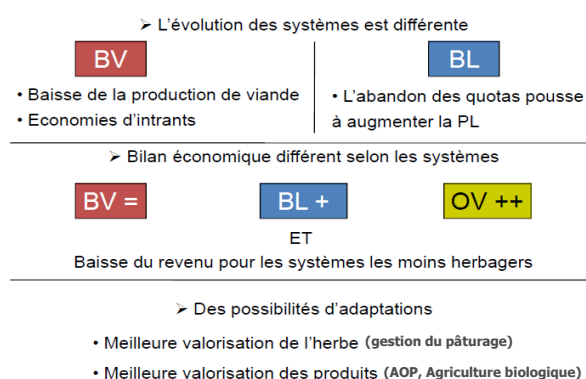 ➢ L'évolution des systèmes est différente
BV
BL
• Baisse de la production de viande
• Economies d'intrants
• L'abandon des quotas pousse
à augmenter la PL
➢ Bilan économique différent selon les systèmes
BV =
BL +
OV ++
ET
Baisse du revenu pour les systèmes les moins herbagers
➢ Des possibilités d'adaptations
• Meilleure valorisation de l'herbe (gestion du pâturage)
• Meilleure valorisation des produits (AOP, Agriculture biologique)